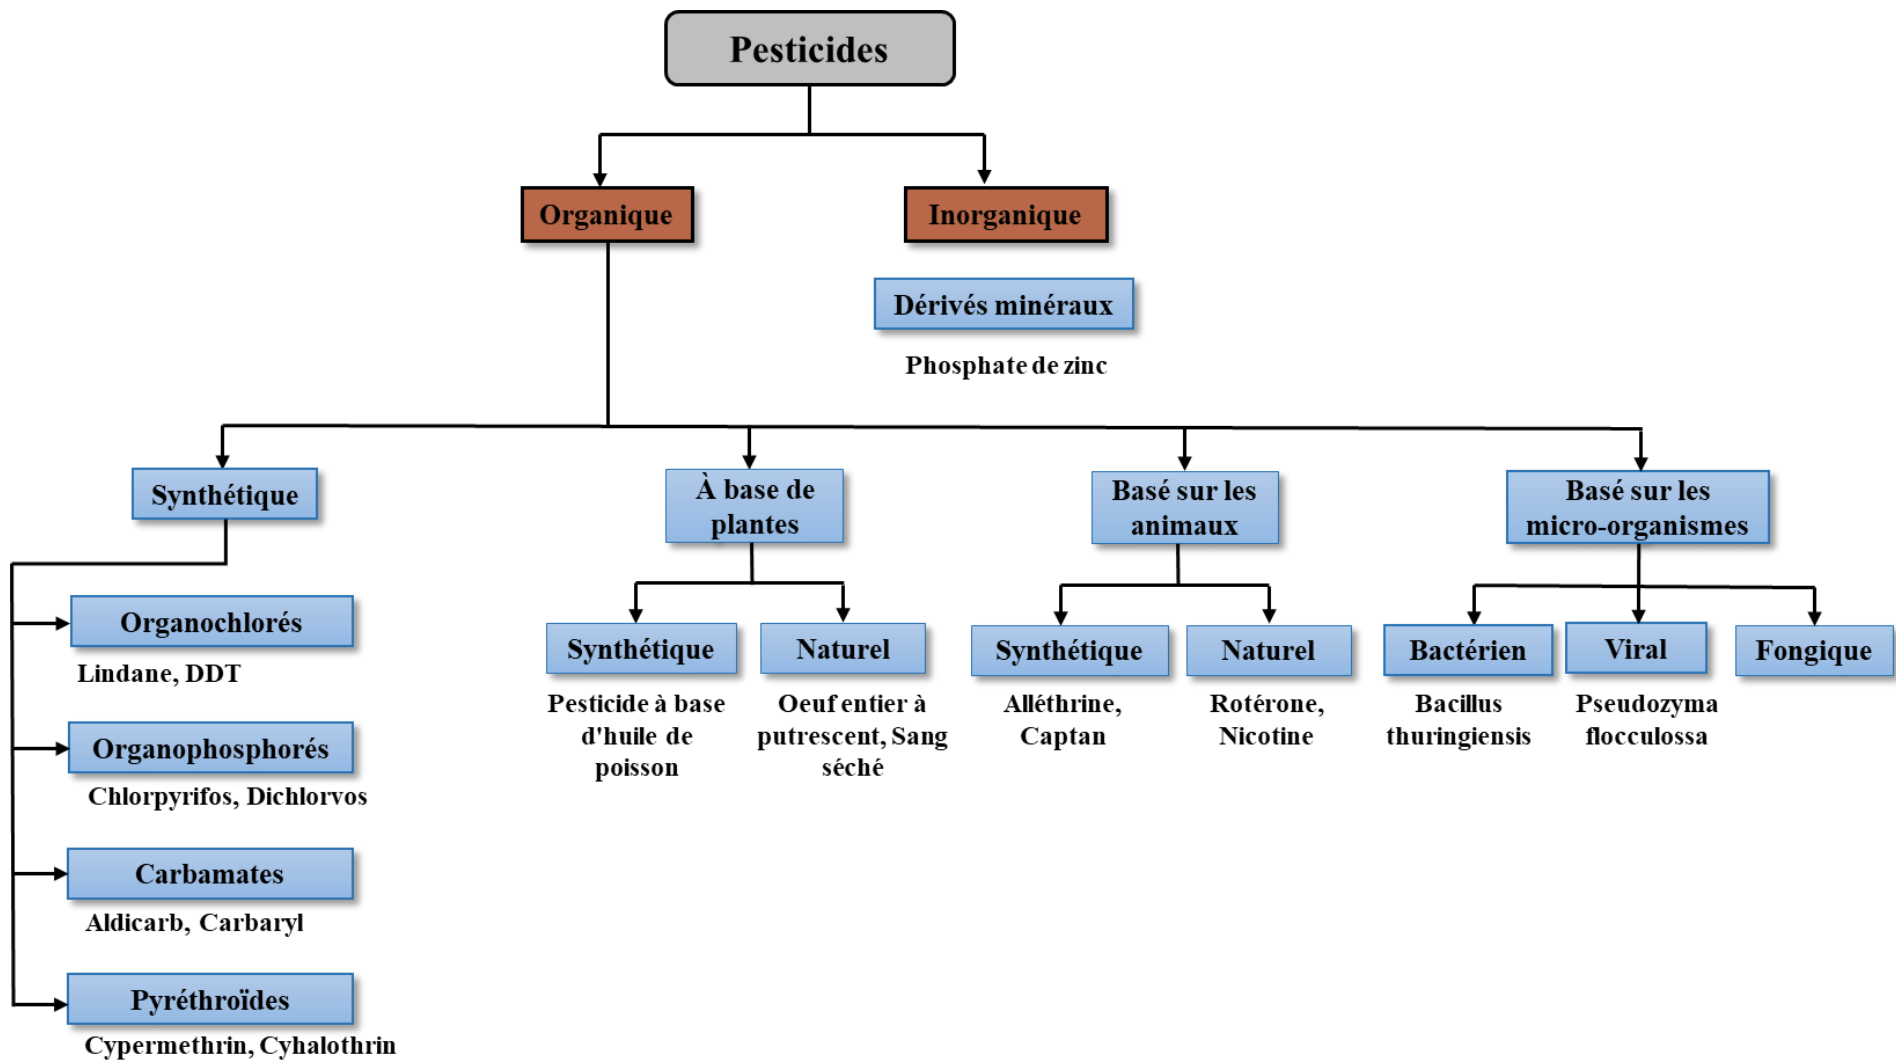 Pesticides
Organique
Inorganique
Dérivés minéraux
Phosphate de zinc
Synthétique
À base de
plantes
Basé sur les
animaux
Basé sur les
micro-organismes
Organochlorés
Lindane, DDT
Organophosphorés
Chlorpyrifos, Dichlorvos
Carbamates
Aldicarb, Carbaryl
Pyréthroïdes
Cypermethrin, Cyhalothrin
Synthétique
Pesticide à base
d'huile de
poisson
Naturel
Oeuf entier à
putrescent, Sang
séché
Synthétique
Alléthrine,
Captan
Naturel
Rotérone,
Nicotine
Bactérien
Bacillus
thuringiensis
Viral
Pseudozyma
flocculossa
Fongique